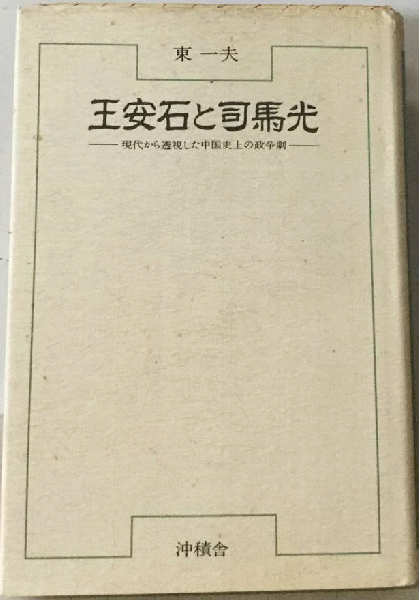 東 一夫
王安石と司馬光
──現代から透視した中国史上の政争劇──
沖積舎